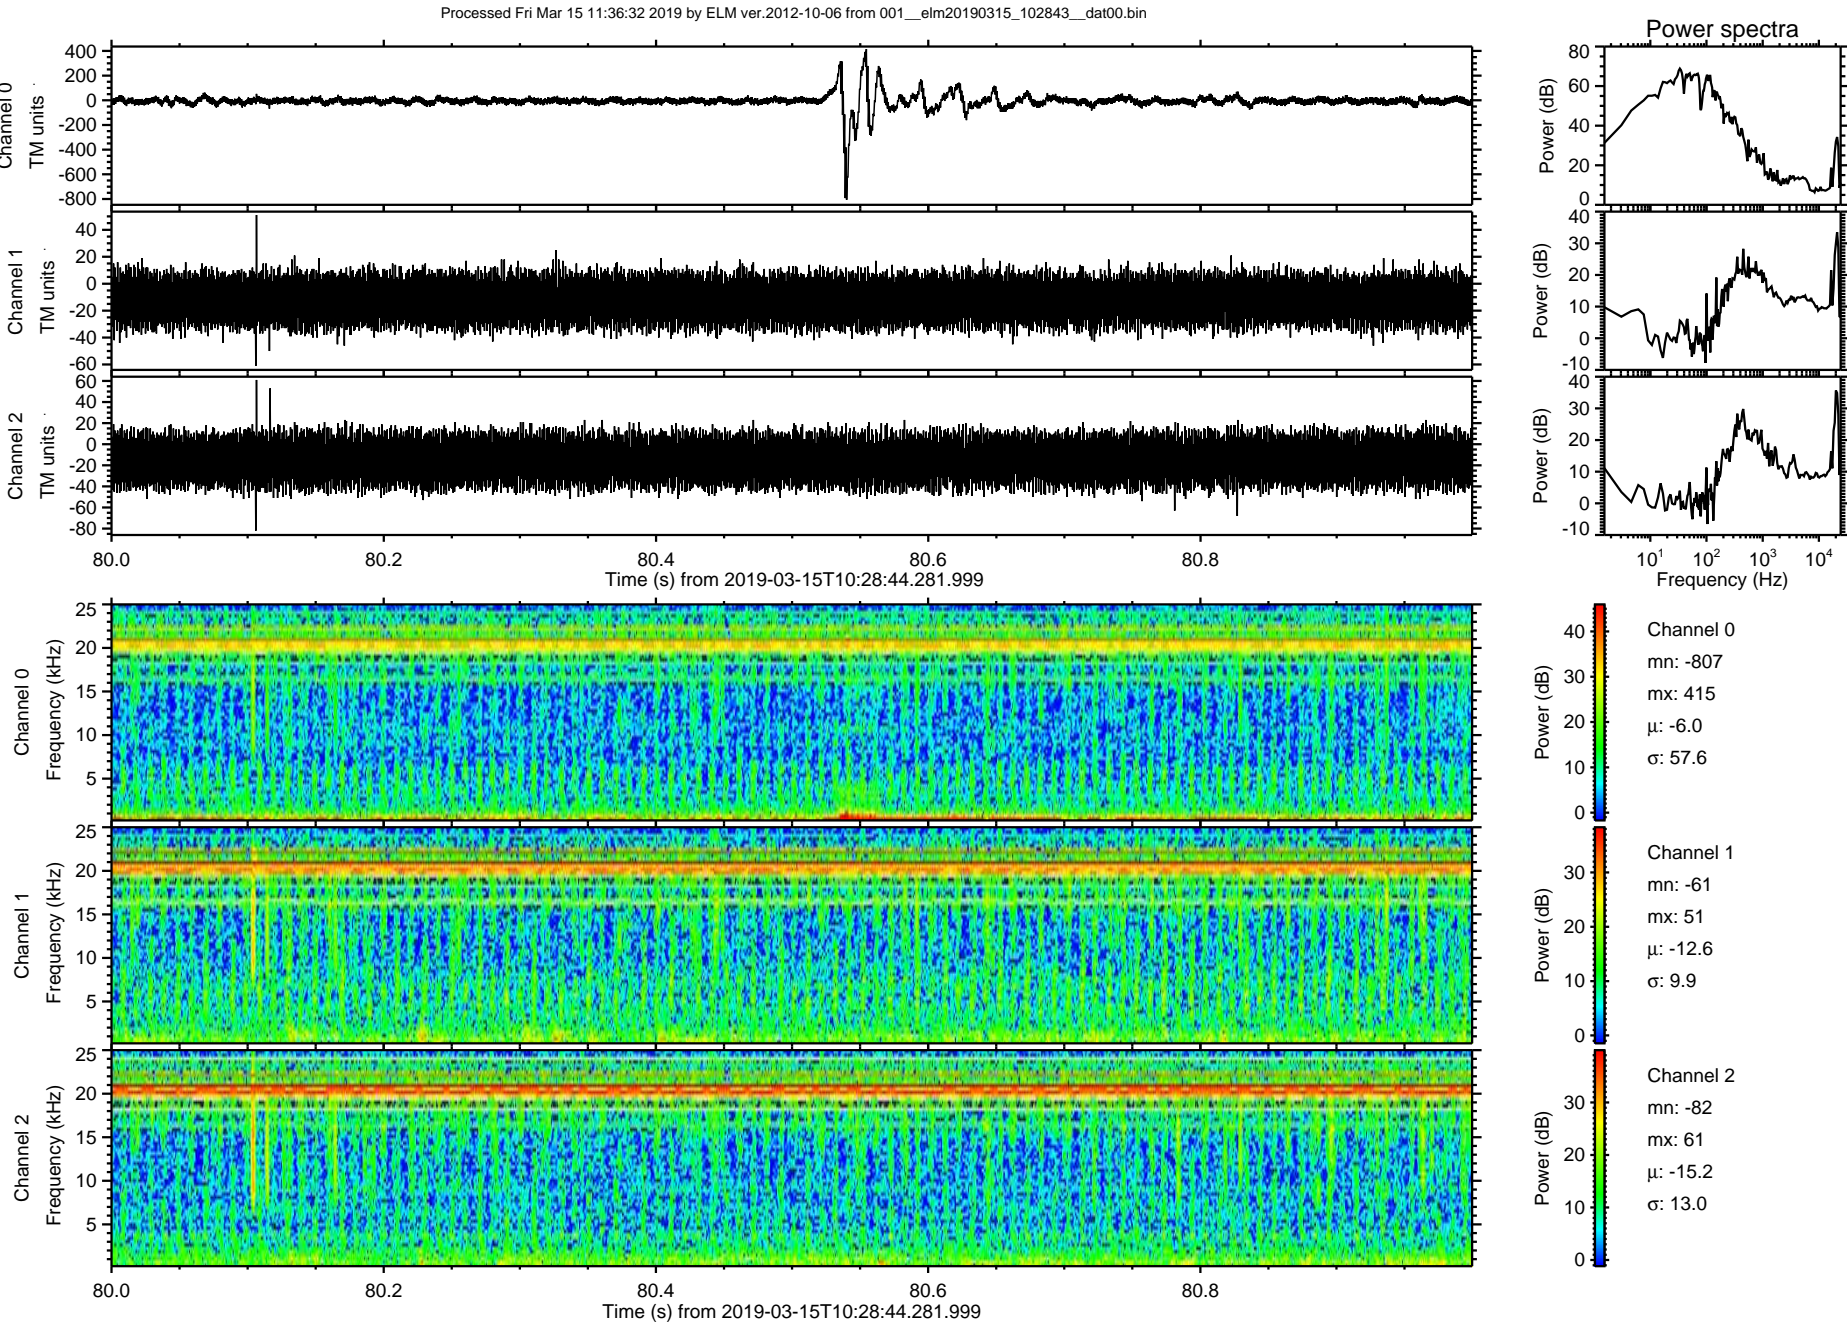 Processed Fri Mar 15 11:36:32 2019 by ELM ver.2012-10-06 from 001__elm20190315_102843__dat00.bin
Power spectra
Channel 0
TM units
400
200
0
-200
-400
-600
-800
Power (dB)
80
60
40
20
0
Channel 1
TM units
40
20
0
-20
-40
-60
Power (dB)
40
30
20
10
0
-10
Channel 2
TM units
60
40
20
0
-20
-40
-60
-80
Power (dB)
40
30
20
10
0
-10
80.0 80.2 80.4 80.6 80.8
Time (s) from 2019-03-15T10:28:44.281.999
10^1 10^2 10^3 10^4
Frequency (Hz)
Channel 0
Frequency (kHz)
25
20
15
10
5
Power (dB)
40
30
20
10
0
Channel 0
mn: -807
mx: 415
μ: -6.0
σ: 57.6
Channel 1
Frequency (kHz)
25
20
15
10
5
Power (dB)
30
20
10
0
Channel 1
mn: -61
mx: 51
μ: -12.6
σ: 9.9
Channel 2
Frequency (kHz)
25
20
15
10
5
Power (dB)
30
20
10
0
Channel 2
mn: -82
mx: 61
μ: -15.2
σ: 13.0
80.0 80.2 80.4 80.6 80.8
Time (s) from 2019-03-15T10:28:44.281.999